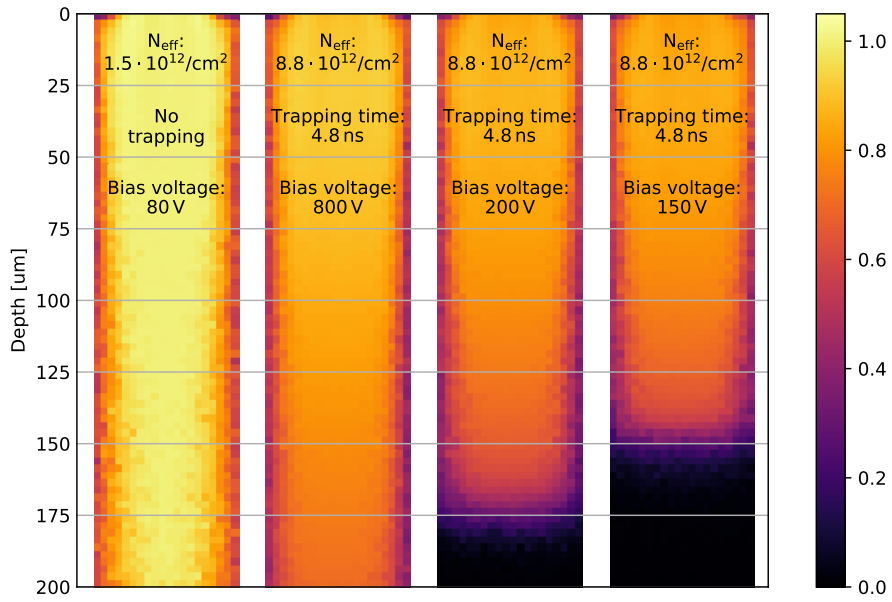 0
25
50
75
100
125
150
175
200
Depth [um]
N_eff:
1.5 · 10^12/cm^2
No
trapping
Bias voltage:
80 V
N_eff:
8.8 · 10^12/cm^2
Trapping time:
4.8 ns
Bias voltage:
800 V
N_eff:
8.8 · 10^12/cm^2
Trapping time:
4.8 ns
Bias voltage:
200 V
N_eff:
8.8 · 10^12/cm^2
Trapping time:
4.8 ns
Bias voltage:
150 V
1.0
0.8
0.6
0.4
0.2
0.0